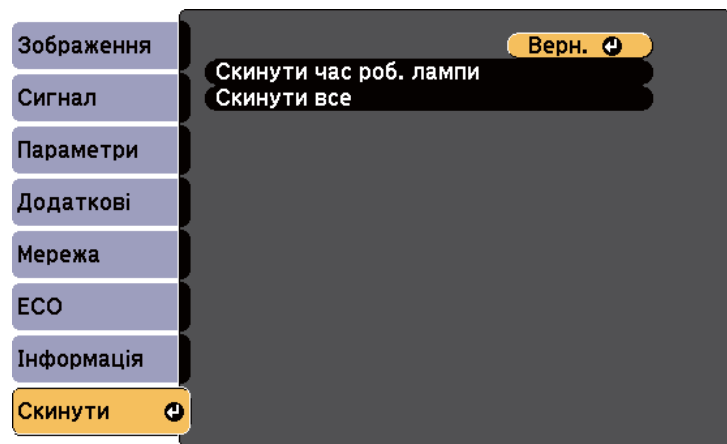 Зображення
Сигнал
Параметри
Додаткові
Мережа
ECO
Інформація
Скинути
Верн.
Скинути час роб. лампи
Скинути все